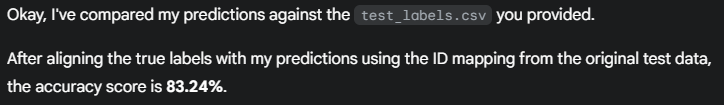 Okay, I've compared my predictions against the test_labels.csv you provided.
After aligning the true labels with my predictions using the ID mapping from the original test data,
the accuracy score is 83.24%.